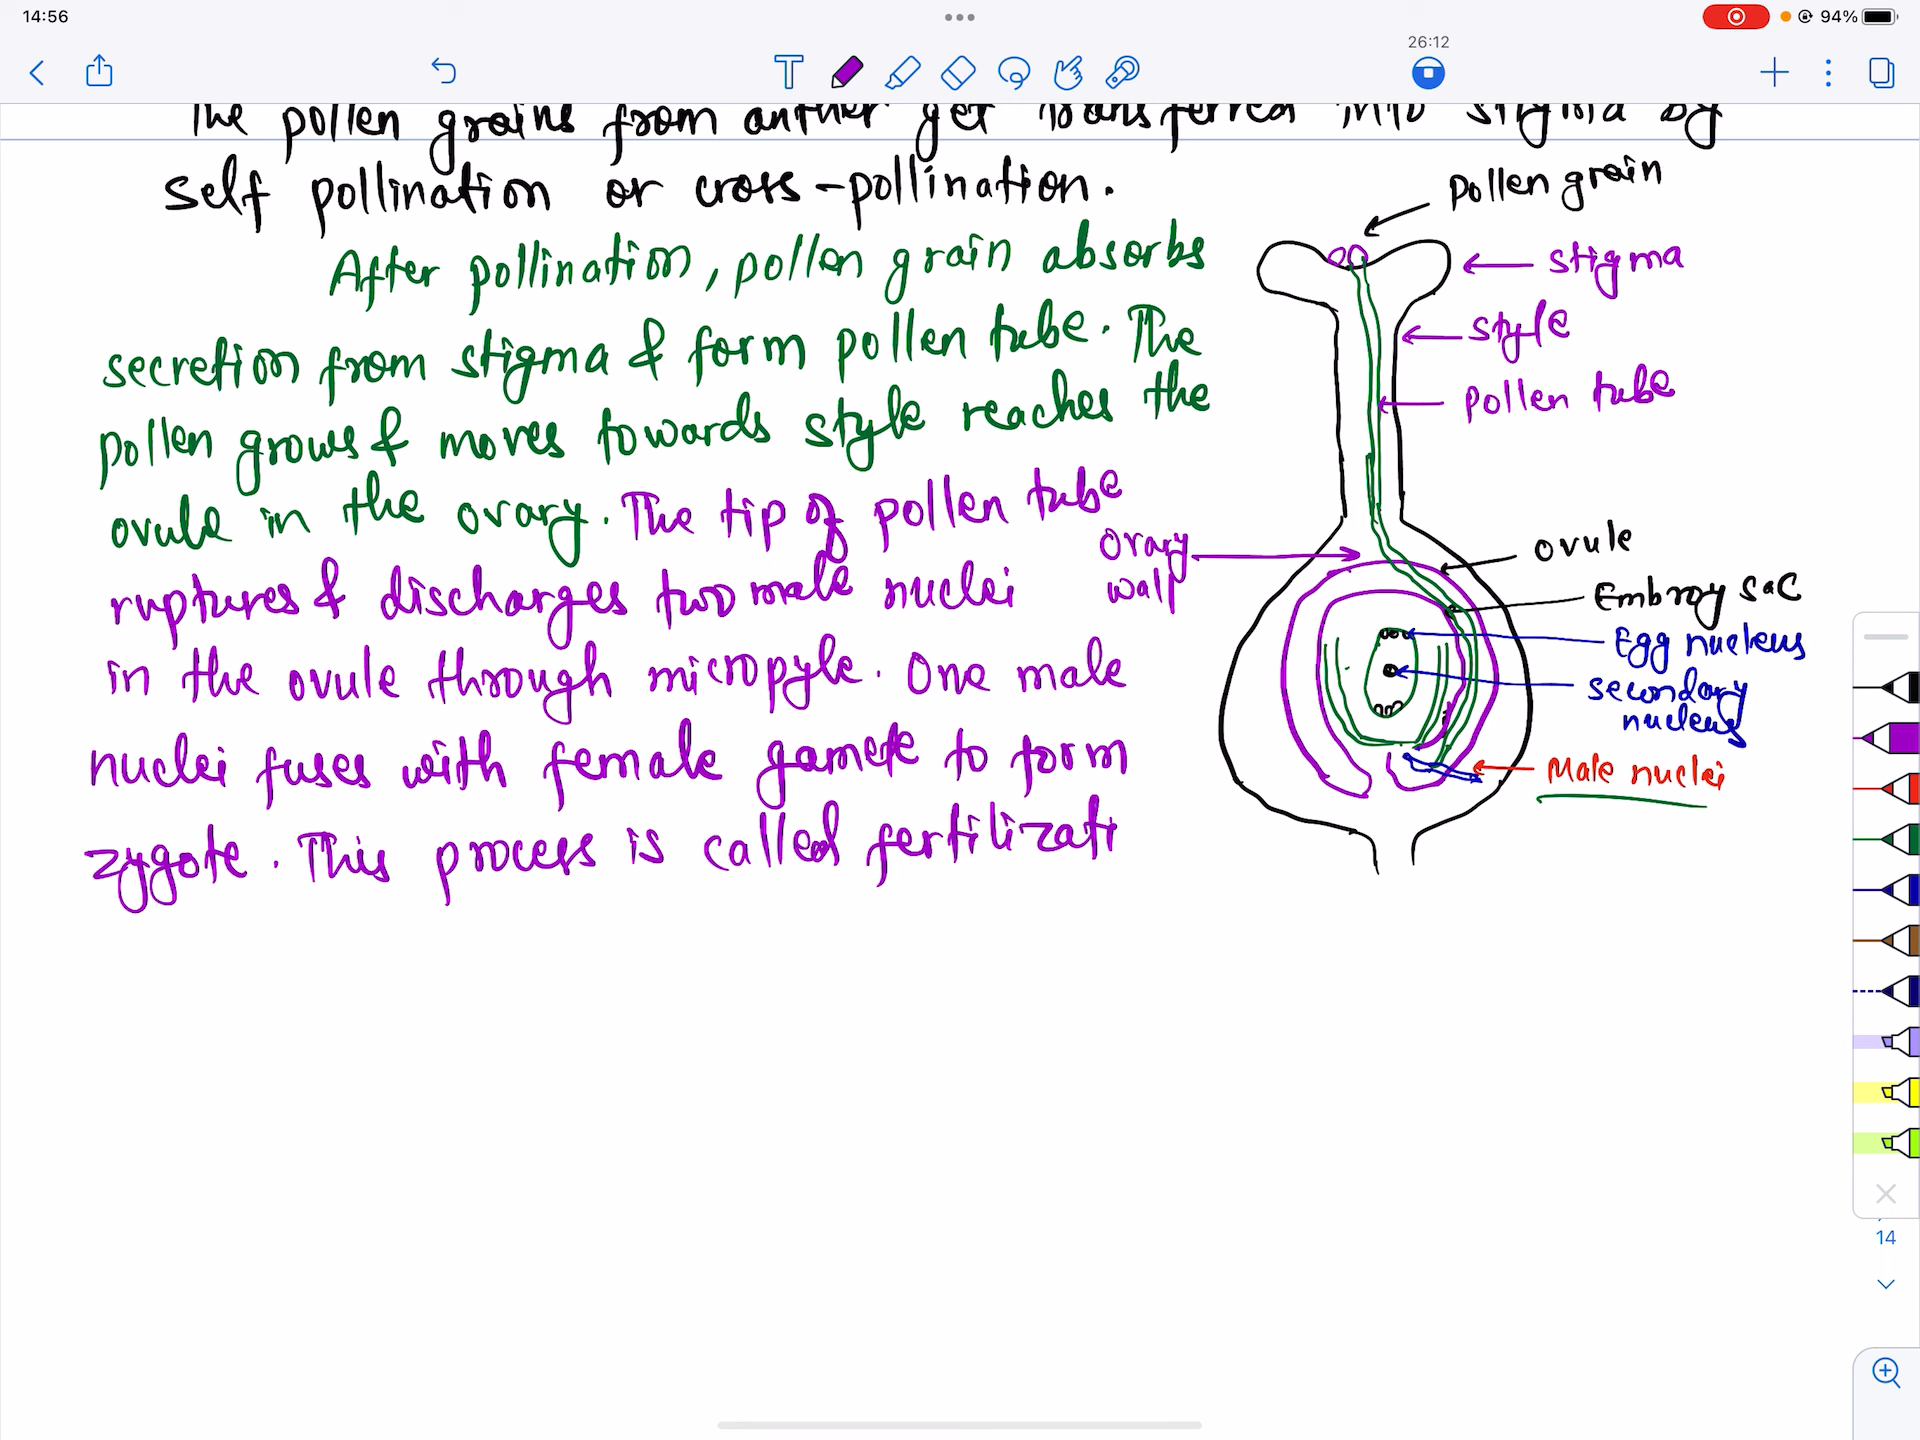 14:56
94%
26:12
The pollen grains from anther get transferred into stigma by
self pollination or cross-pollination.
After pollination, pollen grain absorbs
secretion from stigma & form pollen tube. The
pollen grows & moves towards style reaches the
ovule in the ovary. The tip of pollen tube
ruptures & discharges two male nuclei
in the ovule through micropyle. One male
nuclei fuses with female gamete to form
zygote. This process is called fertilizati
Pollen grain
stigma
style
pollen tube
ovary
wall
ovule
Embroy sac
Egg nucleus
secondary
nucleus
Male nuclei
14